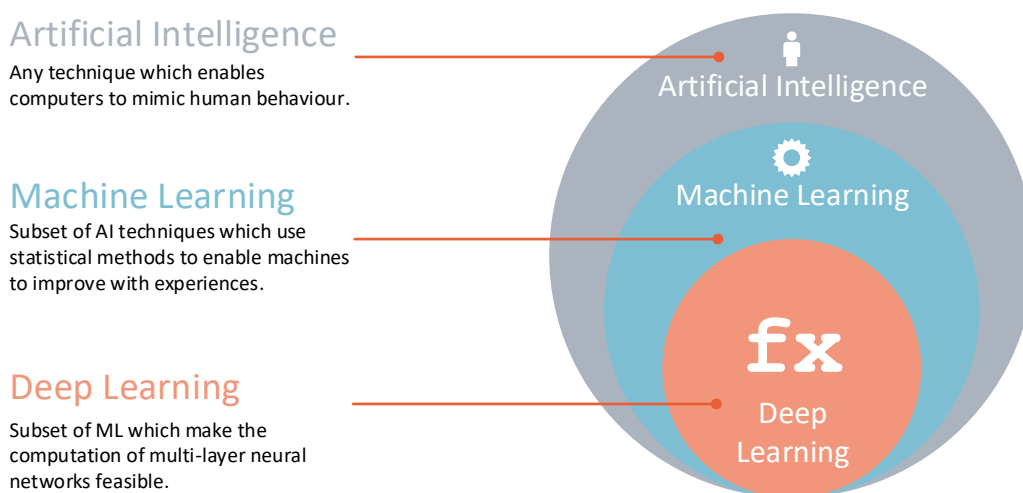 Artificial Intelligence
Any technique which enables
computers to mimic human behaviour.
Machine Learning
Subset of AI techniques which use
statistical methods to enable machines
to improve with experiences.
Deep Learning
Subset of ML which make the
computation of multi-layer neural
networks feasible.
Artificial Intelligence
Machine Learning
fx
Deep
Learning